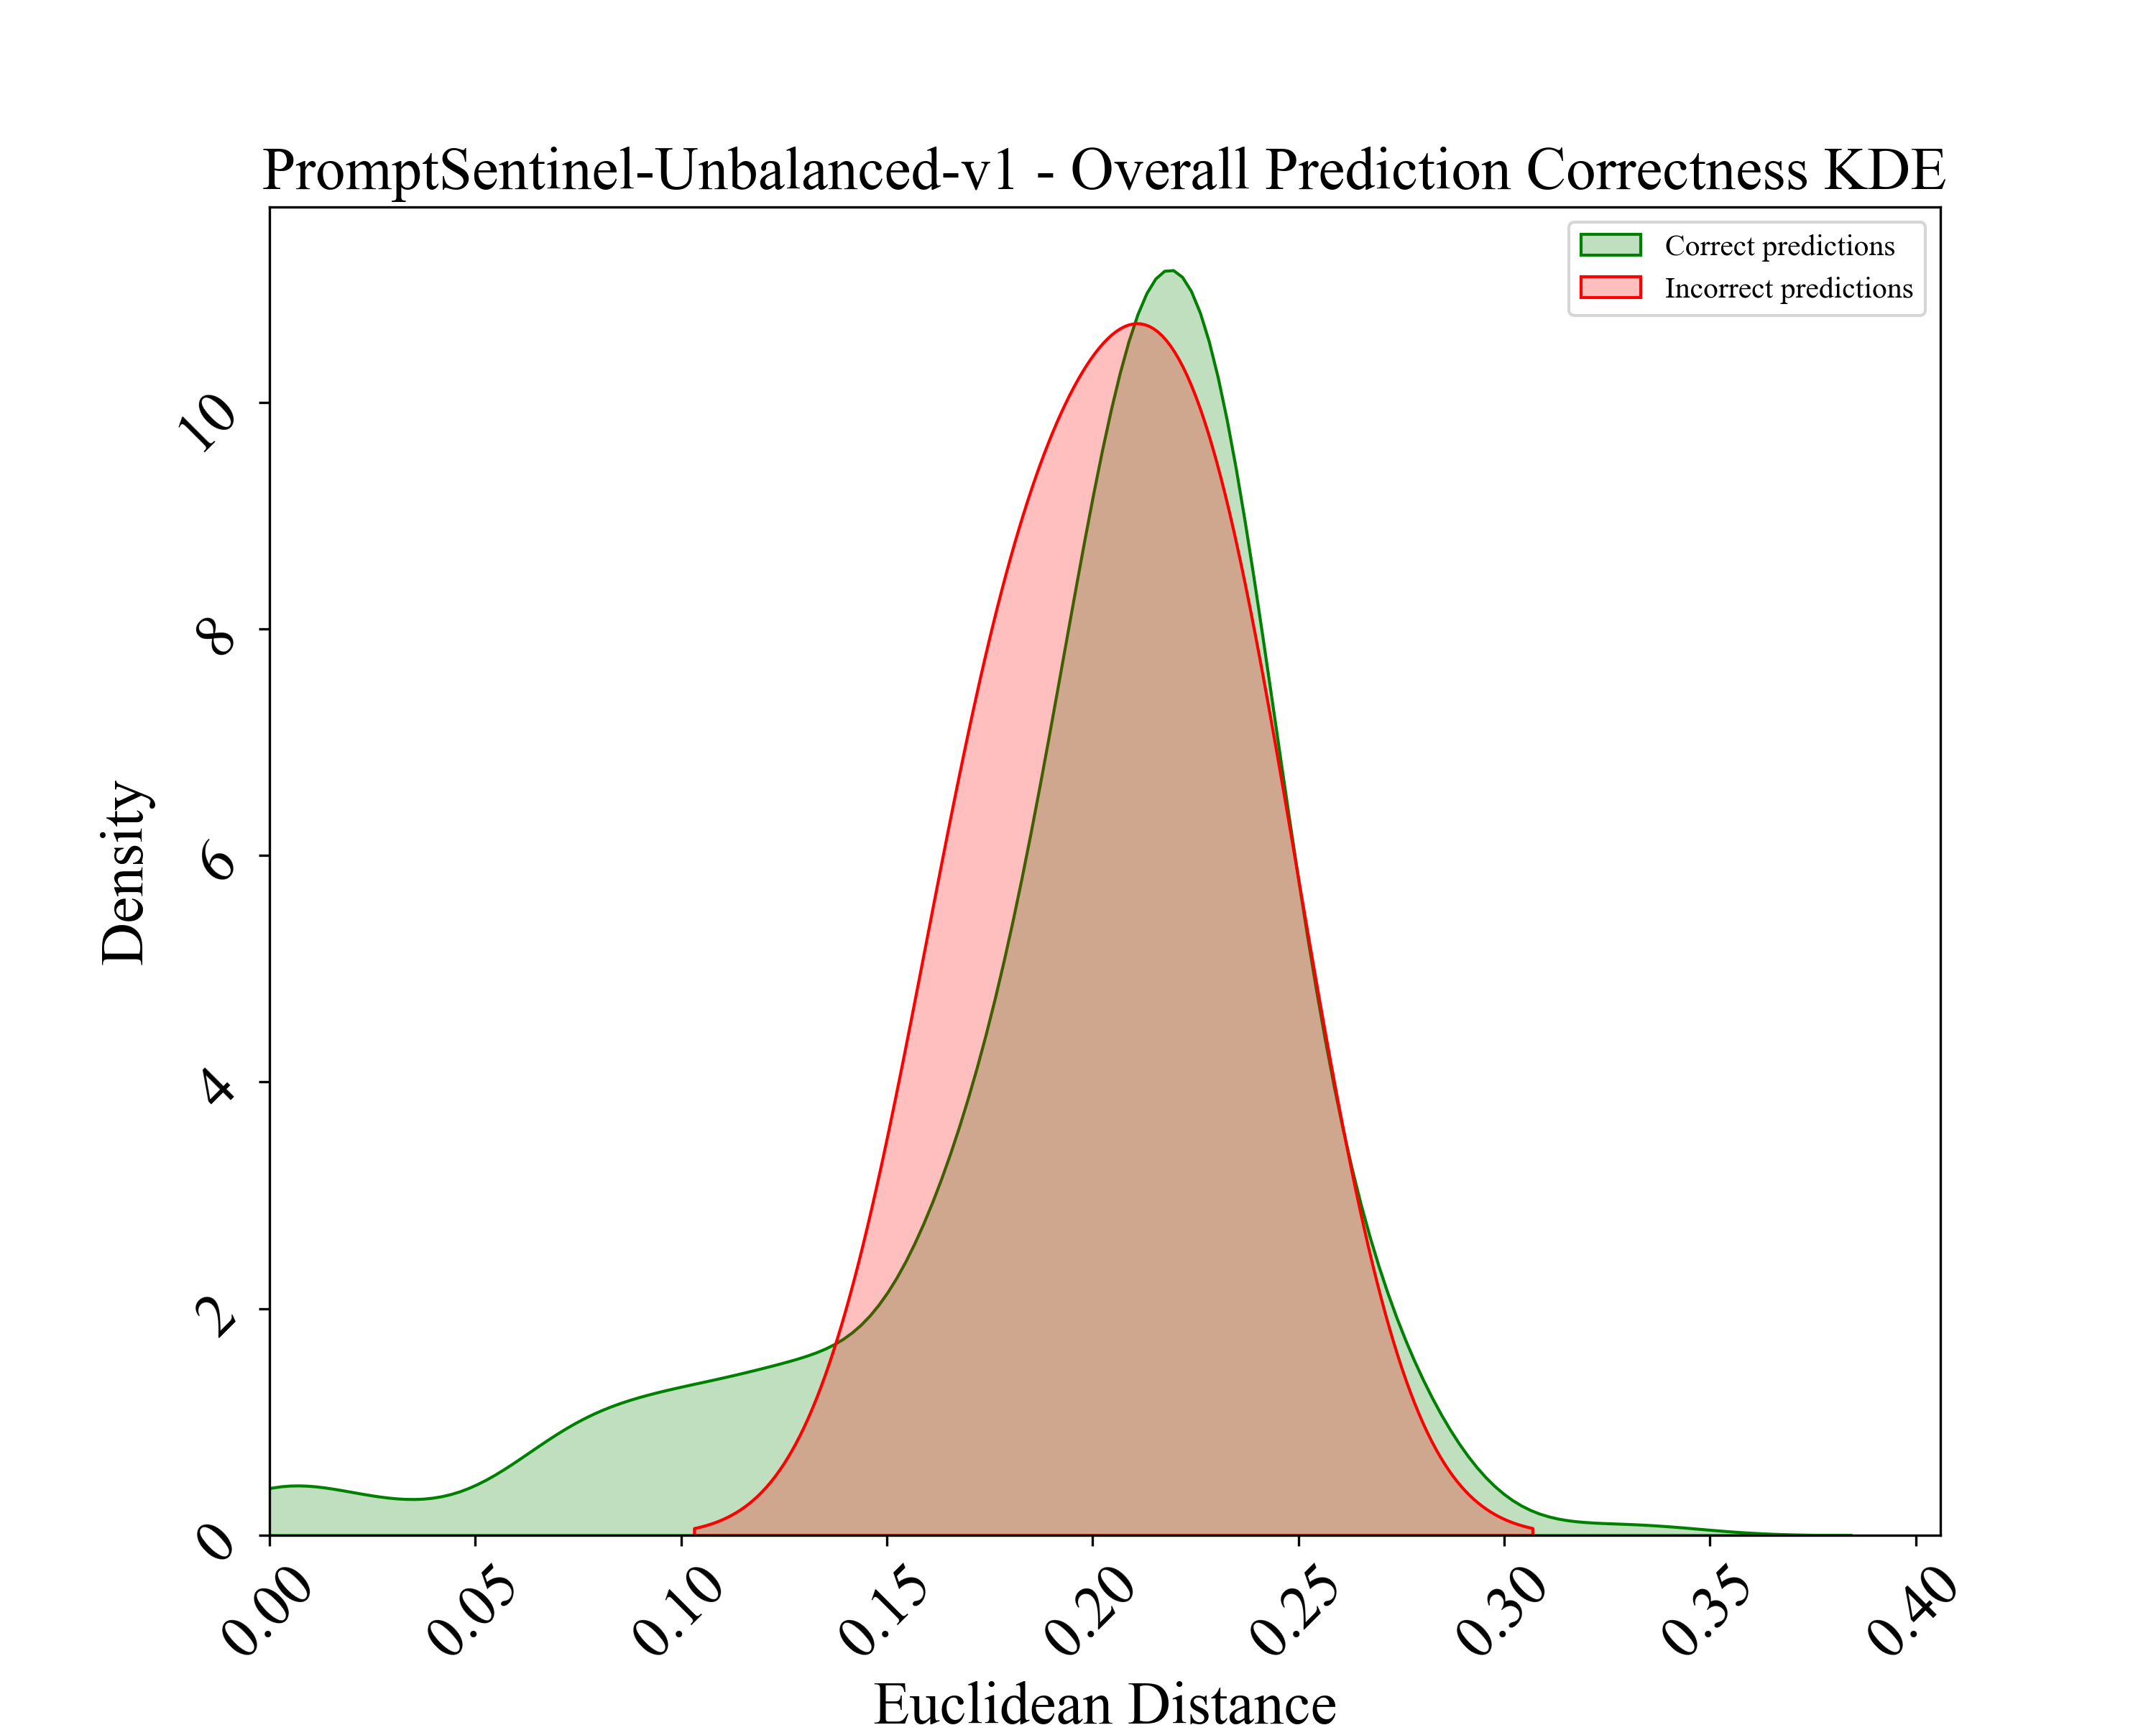 PromptSentinel-Unbalanced-v1 - Overall Prediction Correctness KDE
Correct predictions
Incorrect predictions
Density
10
8
6
4
2
0
0.00 0.05 0.10 0.15 0.20 0.25 0.30 0.35 0.40
Euclidean Distance